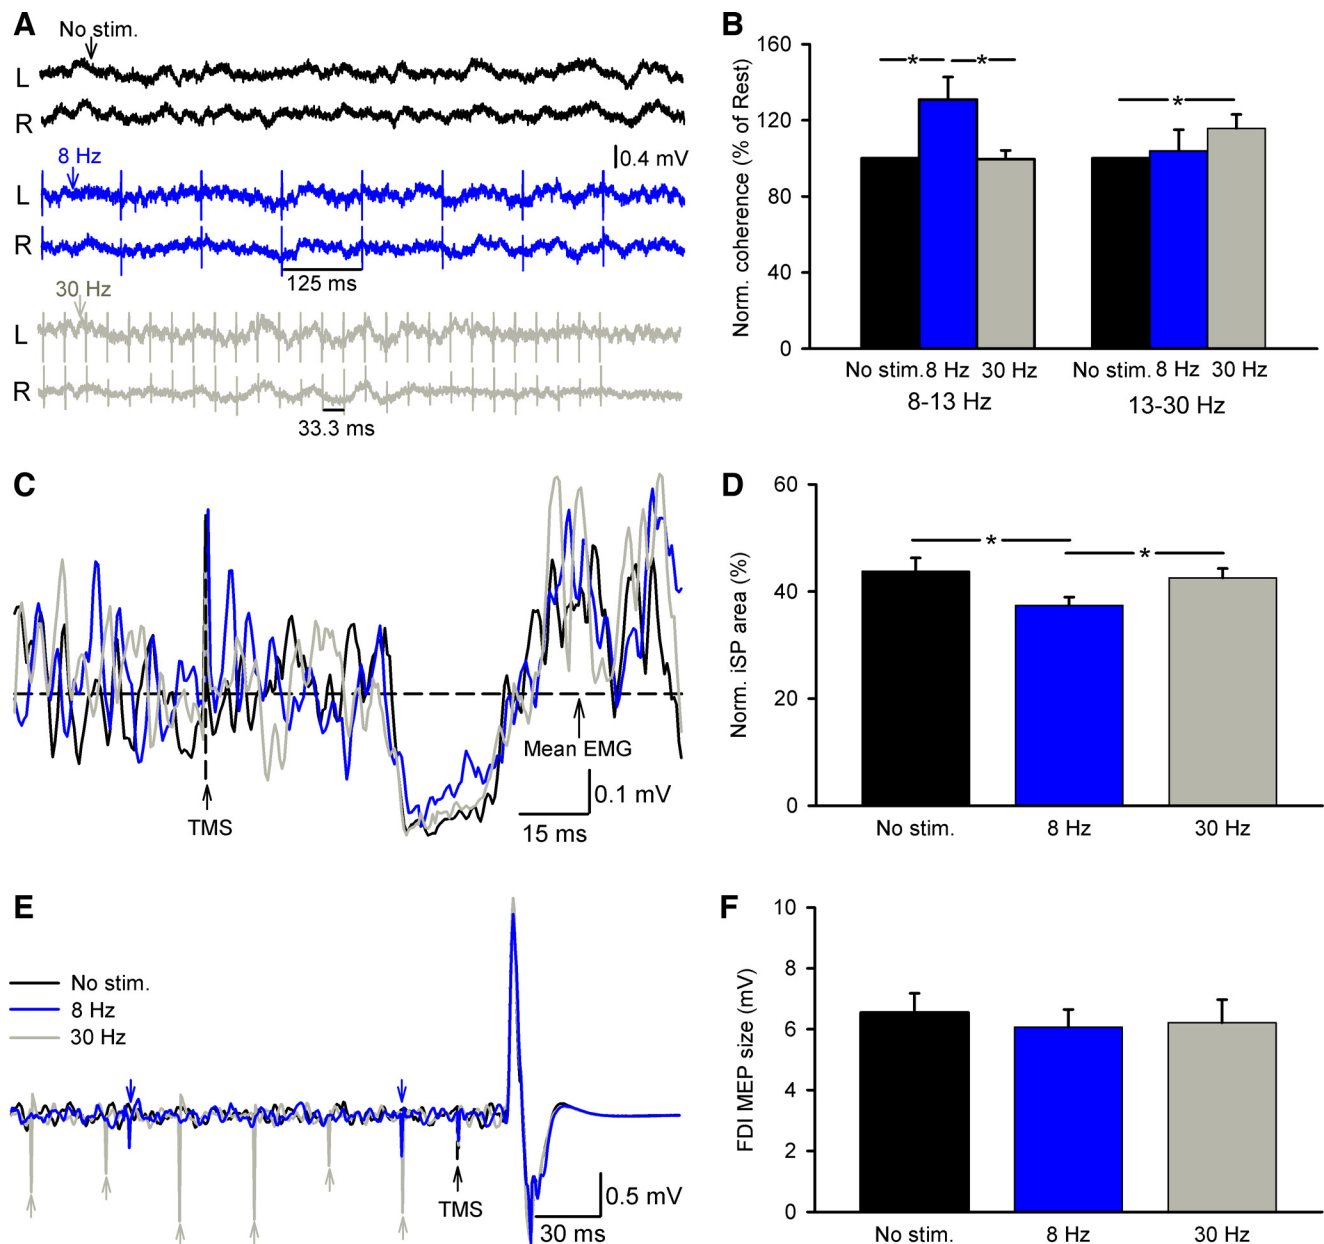 A
No stim.
L
R
0.4 mV
8 Hz
L
R
125 ms
30 Hz
L
R
33.3 ms
B
Norm. coherence (% of Rest)
160
120
80
40
0
* * *
No stim. 8 Hz 30 Hz No stim. 8 Hz 30 Hz
8-13 Hz 13-30 Hz
C
Mean EMG
0.1 mV
15 ms
TMS
D
Norm. iSP area (%)
60
40
20
0
* *
No stim. 8 Hz 30 Hz
E
No stim.
8 Hz
30 Hz
TMS
0.5 mV
30 ms
F
FDI MEP size (mV)
10
8
6
4
2
0
No stim. 8 Hz 30 Hz